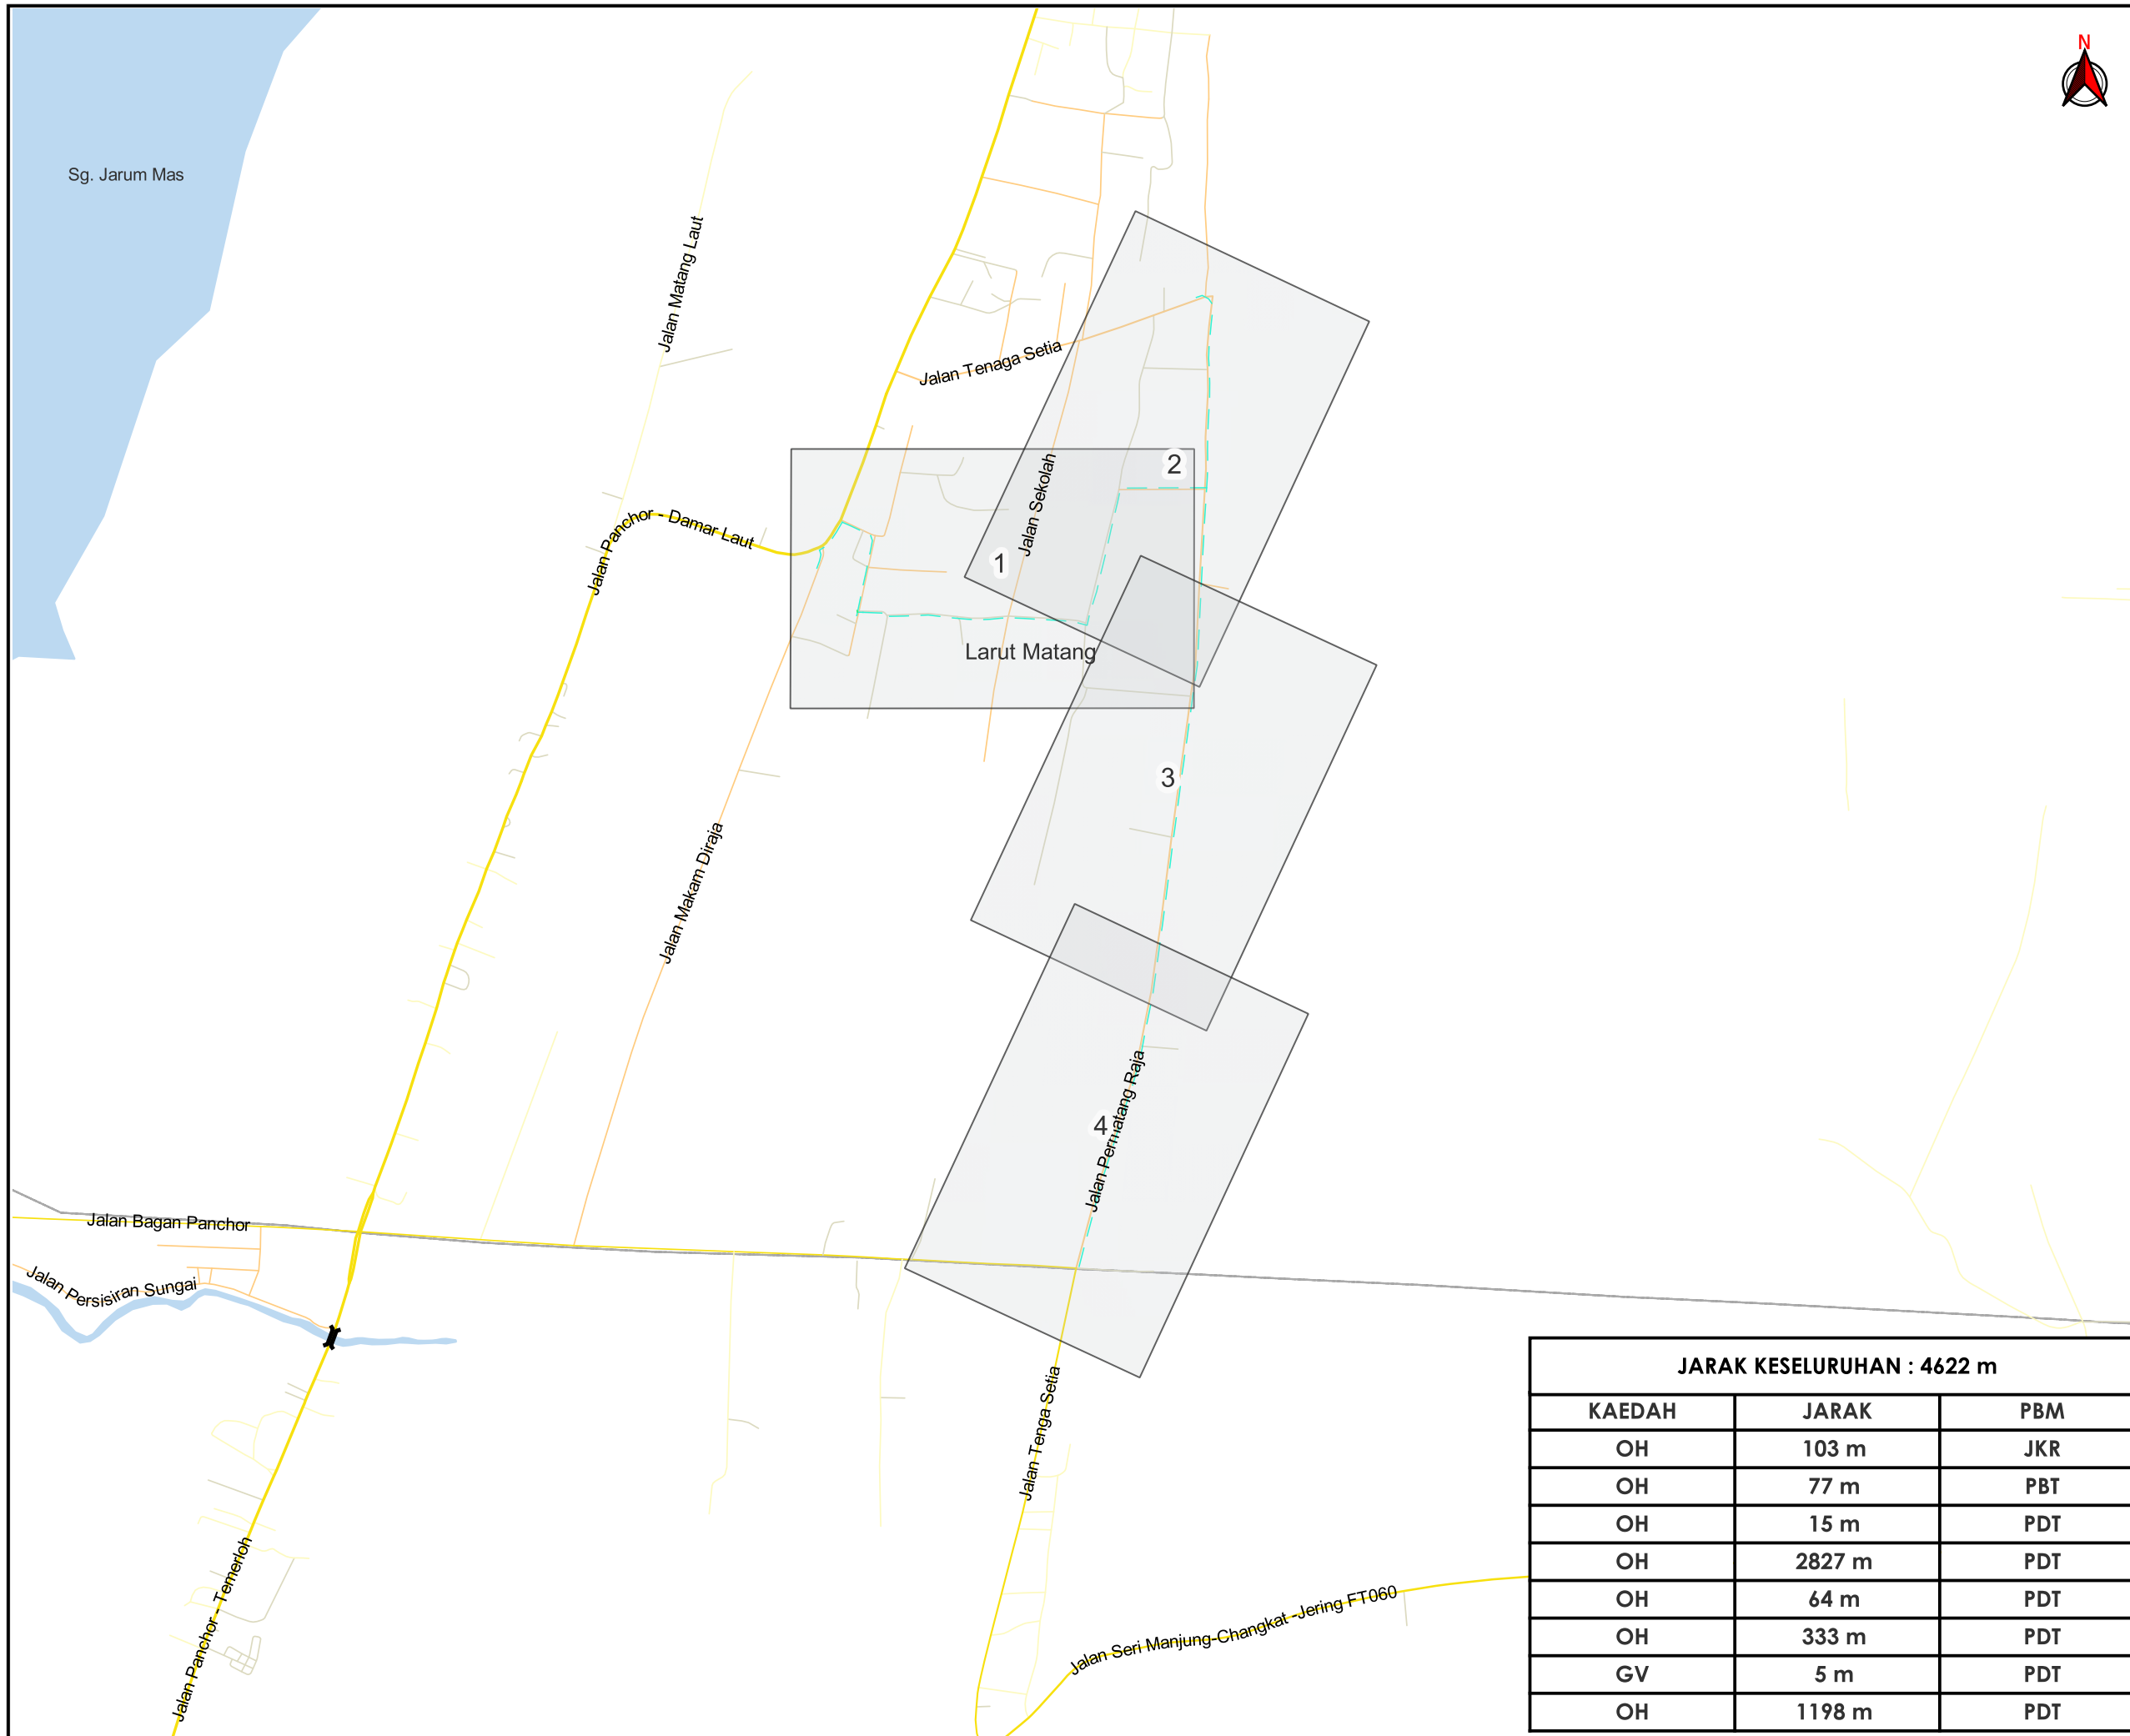 N
Sg. Jarum Mas
Jalan Matang Laut
Jalan Tenaga Setia
2
Jalan Sekolah
Jalan Panchor - Damar Laut
1
Larut Matang
3
Jalan Makam Diraja
4
Jalan Permatang Raja
Jalan Bagan Panchor
Jalan Persisiran Sungai
Jalan Tenga Setia
Jalan Panchor - Temerloh
Jalan Seri Manjung-Changkat -Jering FT060
JARAK KESELURUHAN : 4622 m
KAEDAH JARAK PBM
OH 103 m JKR
OH 77 m PBT
OH 15 m PDT
OH 2827 m PDT
OH 64 m PDT
OH 333 m PDT
GV 5 m PDT
OH 1198 m PDT